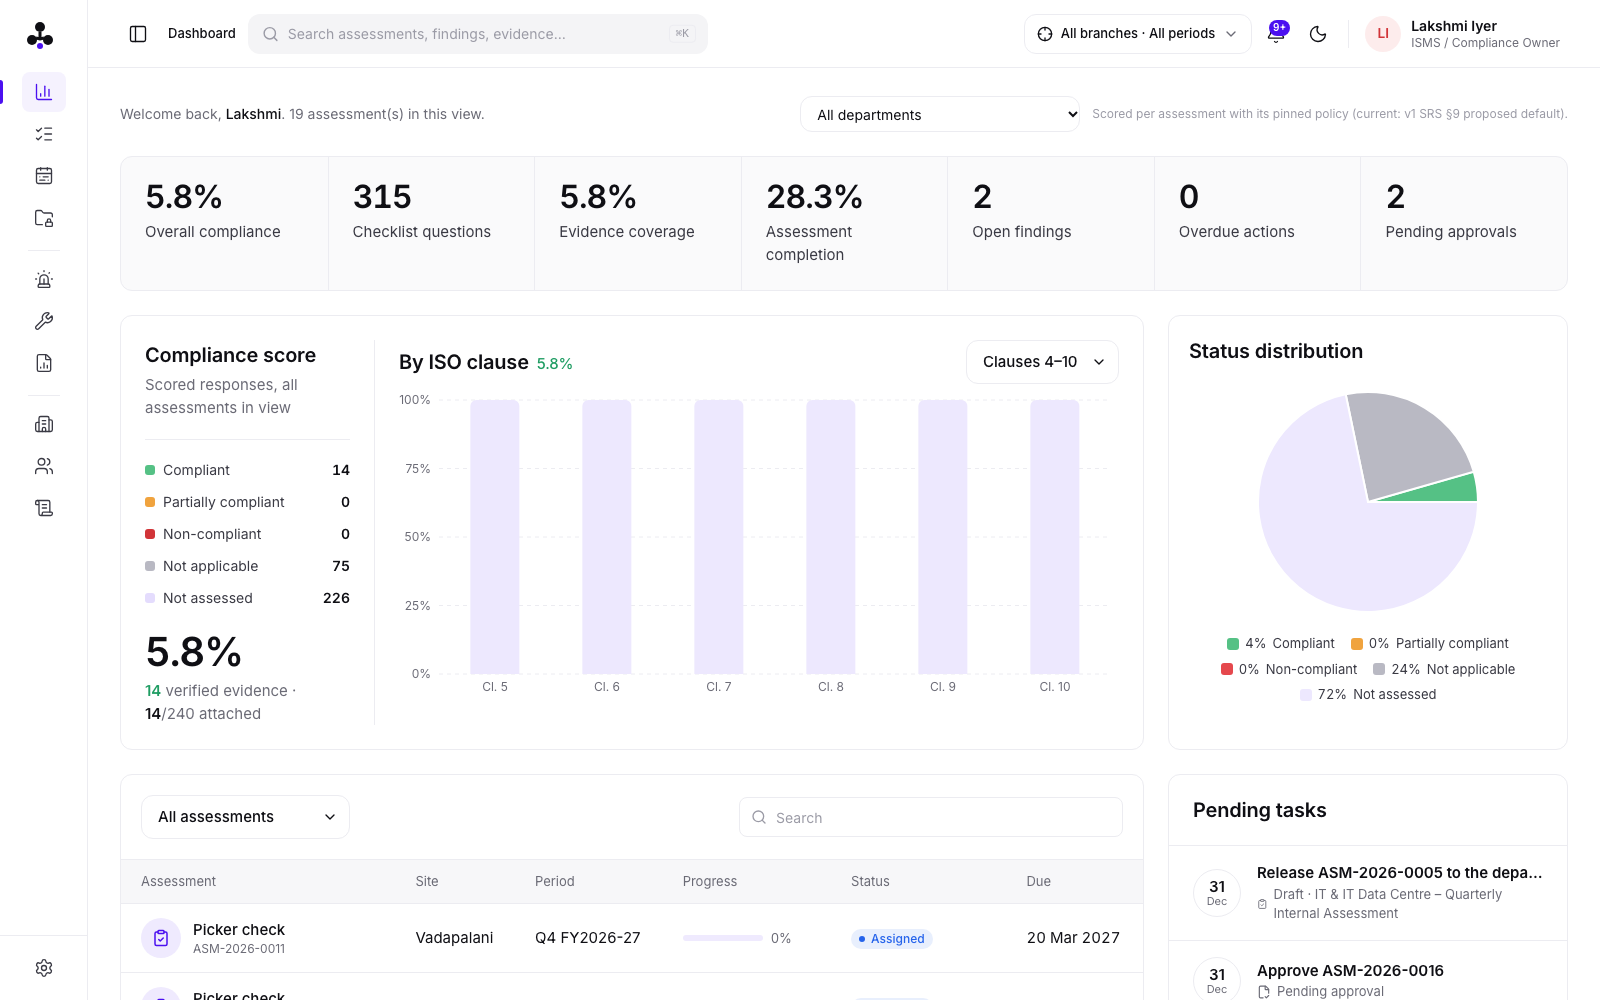 Dashboard
Search assessments, findings, evidence...
⌘K
All branches · All periods
9+
LI
Lakshmi Iyer
ISMS / Compliance Owner
Welcome back, Lakshmi. 19 assessment(s) in this view.
All departments
Scored per assessment with its pinned policy (current: v1 SRS §9 proposed default).
5.8%
Overall compliance
315
Checklist questions
5.8%
Evidence coverage
28.3%
Assessment
completion
2
Open findings
0
Overdue actions
2
Pending approvals
Compliance score
Scored responses, all
assessments in view
Compliant 14
Partially compliant 0
Non-compliant 0
Not applicable 75
Not assessed 226
5.8%
14 verified evidence ·
14/240 attached
By ISO clause 5.8%
Clauses 4–10
100%
75%
50%
25%
0%
Cl. 5 Cl. 6 Cl. 7 Cl. 8 Cl. 9 Cl. 10
Status distribution
4% Compliant 0% Partially compliant
0% Non-compliant 24% Not applicable
72% Not assessed
All assessments
Search
Assessment Site Period Progress Status Due
Picker check
ASM-2026-0011
Vadapalani Q4 FY2026-27 0% Assigned 20 Mar 2027
Picker check
Pending tasks
31
Dec
Release ASM-2026-0005 to the depa...
Draft · IT & IT Data Centre – Quarterly
Internal Assessment
31
Dec
Approve ASM-2026-0016
Pending approval